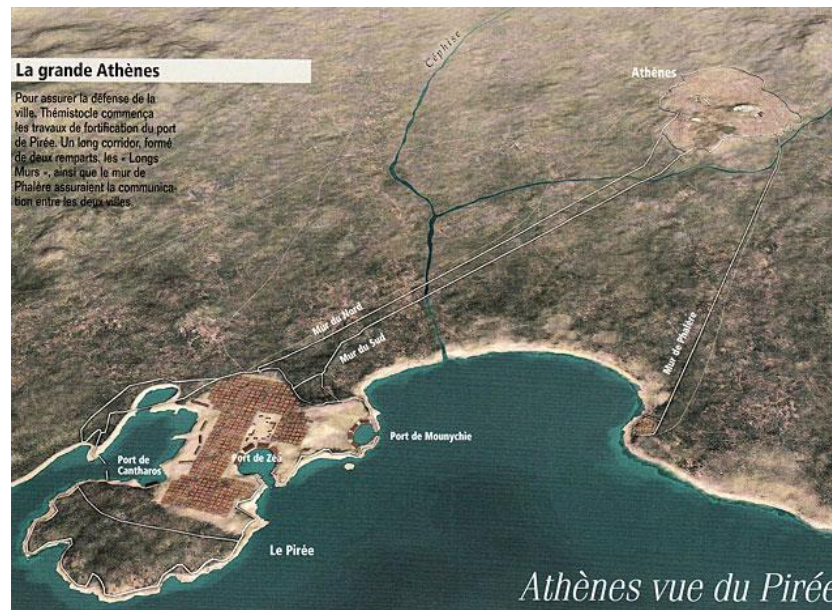 La grande Athènes
Pour assurer la défense de la
ville, Thémistocle commença
les travaux de fortification du port
de Pirée. Un long corridor, formé
de deux remparts, les « Longs
Murs », ainsi que le mur de
Phalère assuraient la communica-
tion entre les deux villes.
Céphise
Athènes
Mur du Nord
Mur du Sud
Mur de Phalère
Port de Mounychie
Port de
Cantharos
Port de Zéa
Le Pirée
Athènes vue du Pirée